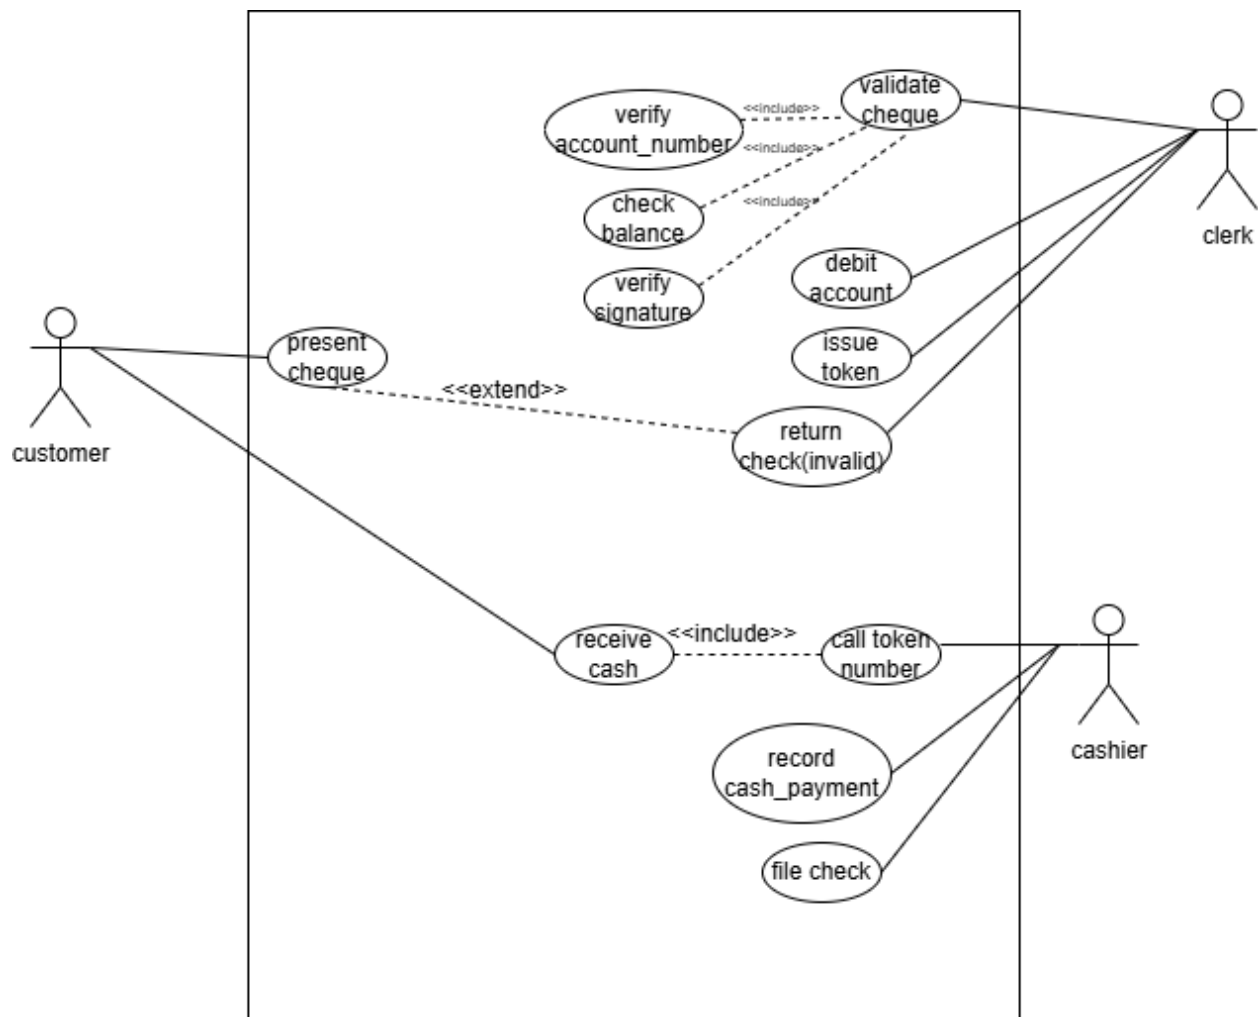 validate
cheque
<<include>>
verify
account_number
<<include>>
check
balance
<<include>>
clerk
debit
account
verify
signature
present
cheque
issue
token
<<extend>>
return
check(invalid)
customer
receive
cash
<<include>>
call token
number
cashier
record
cash_payment
file check